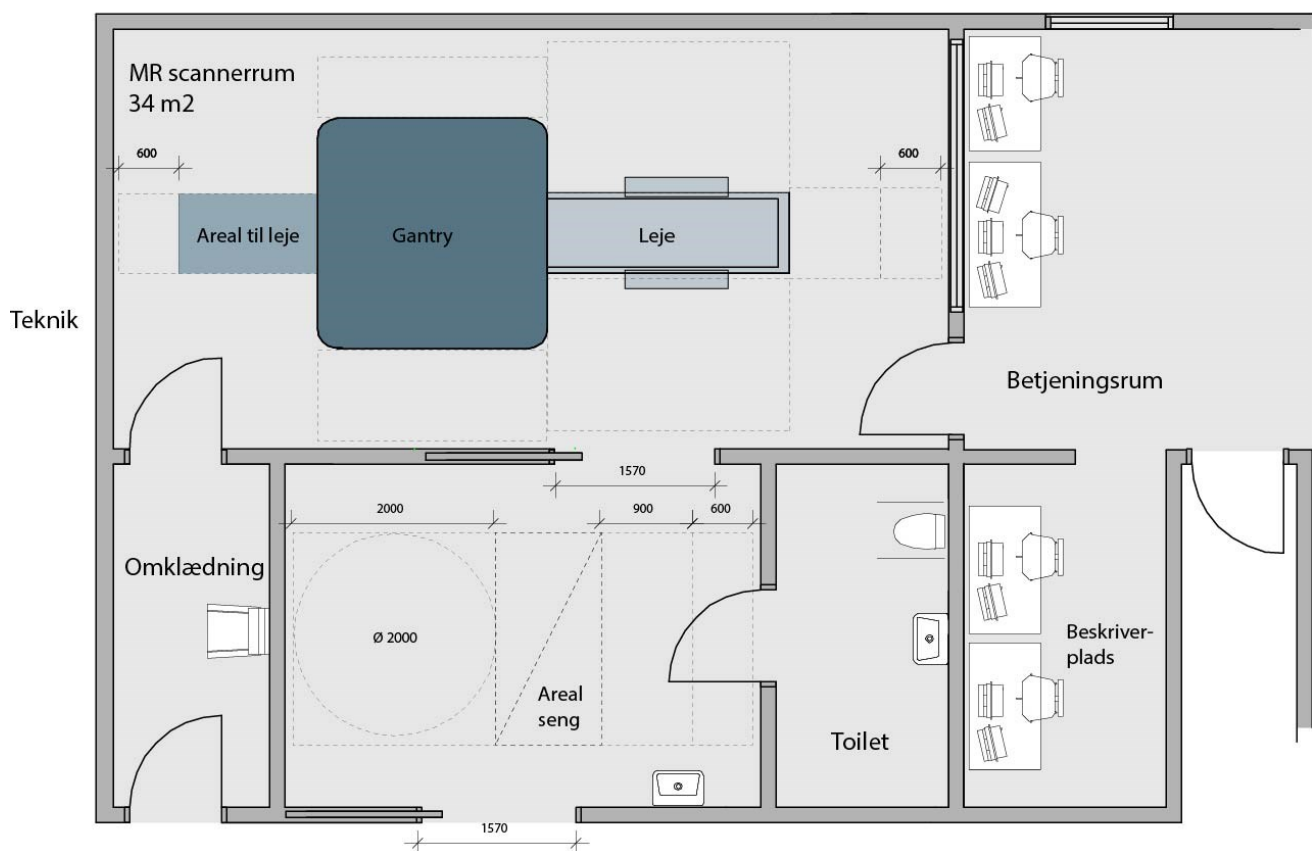 MR scannerrum
34 m2
600
600
Areal til leje
Gantry
Leje
Teknik
Betjeningsrum
1570
2000
900
600
Omklædning
Ø 2000
Areal
seng
Beskriver-
plads
Toilet
1570